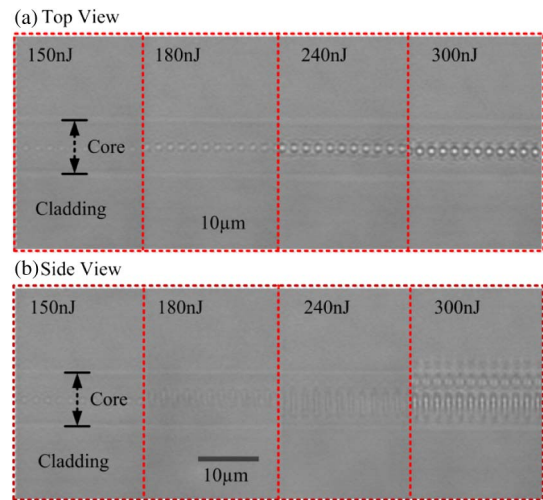 (a) Top View
150nJ 180nJ 240nJ 300nJ
Core
Cladding
10μm
(b) Side View
150nJ 180nJ 240nJ 300nJ
Core
Cladding
10μm